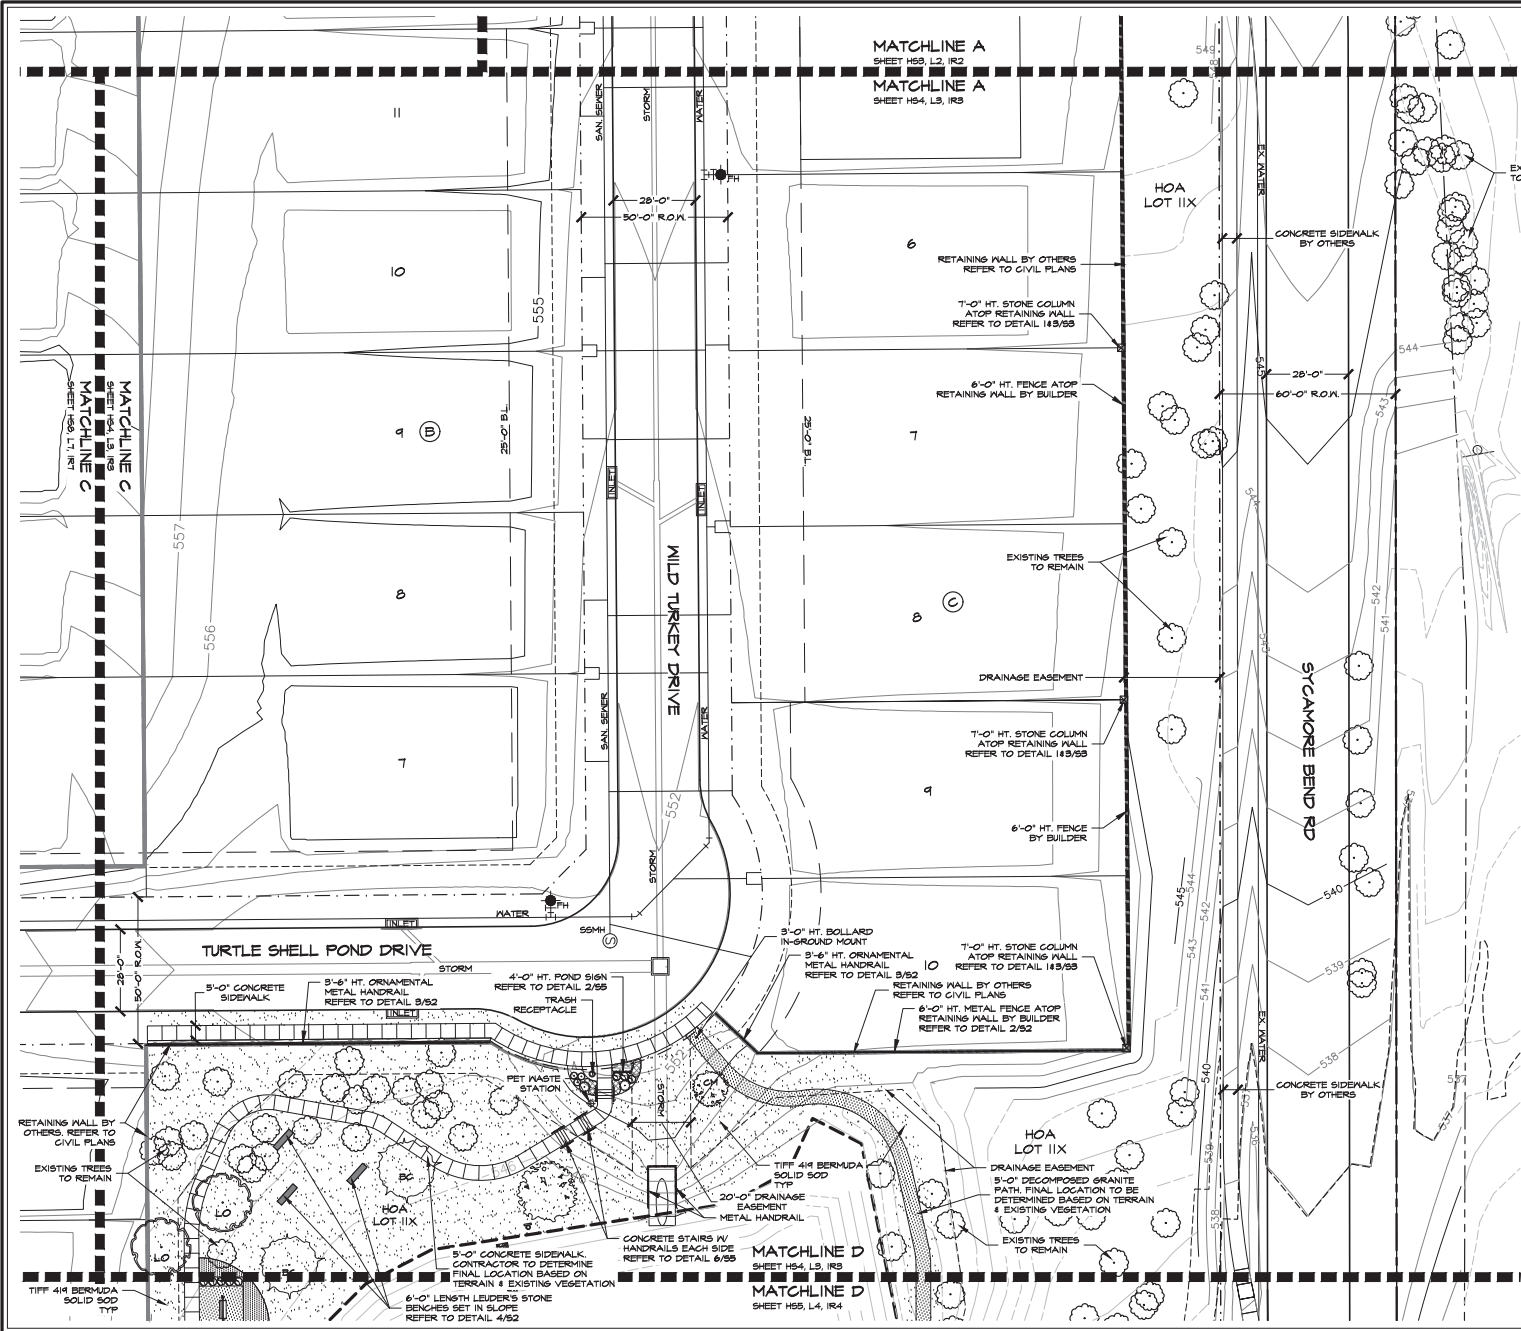 MATCHLINE A
SHEET HS3, L2, IR2
MATCHLINE A
SHEET HS4, L3, IR3
11
SAN. SEWER
STORM
WATER
549
548
FH
28'-0"
50'-0" R.O.W.
HOA
LOT 11X
EX WATER
CONCRETE SIDEWALK
BY OTHERS
10
6
RETAINING WALL BY OTHERS
REFER TO CIVIL PLANS
555
7'-0" HT. STONE COLUMN
ATOP RETAINING WALL
REFER TO DETAIL 1&3/S3
544
545
28'-0"
60'-0" R.O.W.
543
6'-0" HT. FENCE ATOP
RETAINING WALL BY BUILDER
MATCHLINE C
SHEET HS4, L3, IR3
MATCHLINE C
SHEET HS8, L7, IR7
9
B
25'-0" B.L.
25'-0" B.L.
7
INLET
INLET
544
557
EXISTING TREES
TO REMAIN
WILD TURKEY DRIVE
8
C
8
542
541
556
543
DRAINAGE EASEMENT
SYCAMORE BEND RD
SAN. SEWER
WATER
7'-0" HT. STONE COLUMN
ATOP RETAINING WALL
REFER TO DETAIL 1&3/S3
7
9
552
6'-0" HT. FENCE
BY BUILDER
STORM
FH
WATER
INLET
SSMH
S
545
544
542
543
540
TURTLE SHELL POND DRIVE
STORM
28'-0"
50'-0" R.O.W.
5'-0" CONCRETE
SIDEWALK
3'-6" HT. ORNAMENTAL
METAL HANDRAIL
REFER TO DETAIL 3/S2
INLET
4'-0" HT. POND SIGN
REFER TO DETAIL 2/S5
TRASH
RECEPTACLE
3'-0" HT. BOLLARD
IN-GROUND MOUNT
3'-6" HT. ORNAMENTAL
METAL HANDRAIL
REFER TO DETAIL 3/S2
10
7'-0" HT. STONE COLUMN
ATOP RETAINING WALL
REFER TO DETAIL 1&3/S3
RETAINING WALL BY OTHERS
REFER TO CIVIL PLANS
6'-0" HT. METAL FENCE ATOP
RETAINING WALL BY BUILDER
REFER TO DETAIL 2/S2
539
541
EX WATER
538
540
537
537
552
PET WASTE
STATION
STORM
CM
CONCRETE SIDEWALK
BY OTHERS
RETAINING WALL BY
OTHERS. REFER TO
CIVIL PLANS
EXISTING TREES
TO REMAIN
HOA
LOT 11X
539
538
BC
LO
HOA
LOT 11X
LO
TIFF 419 BERMUDA
SOLID SOD
TYP
20'-0" DRAINAGE
EASEMENT
METAL HANDRAIL
DRAINAGE EASEMENT
5'-0" DECOMPOSED GRANITE
PATH. FINAL LOCATION TO BE
DETERMINED BASED ON TERRAIN
& EXISTING VEGETATION
EXISTING TREES
TO REMAIN
CONCRETE STAIRS W/
HANDRAILS EACH SIDE
REFER TO DETAIL 6/S5
5'-0" CONCRETE SIDEWALK.
CONTRACTOR TO DETERMINE
FINAL LOCATION BASED ON
TERRAIN & EXISTING VEGETATION
MATCHLINE D
SHEET HS4, L3, IR3
MATCHLINE D
SHEET HS5, L4, IR4
TIFF 419 BERMUDA
SOLID SOD
TYP
6'-0" LENGTH LEUDER'S STONE
BENCHES SET IN SLOPE
REFER TO DETAIL 4/S2